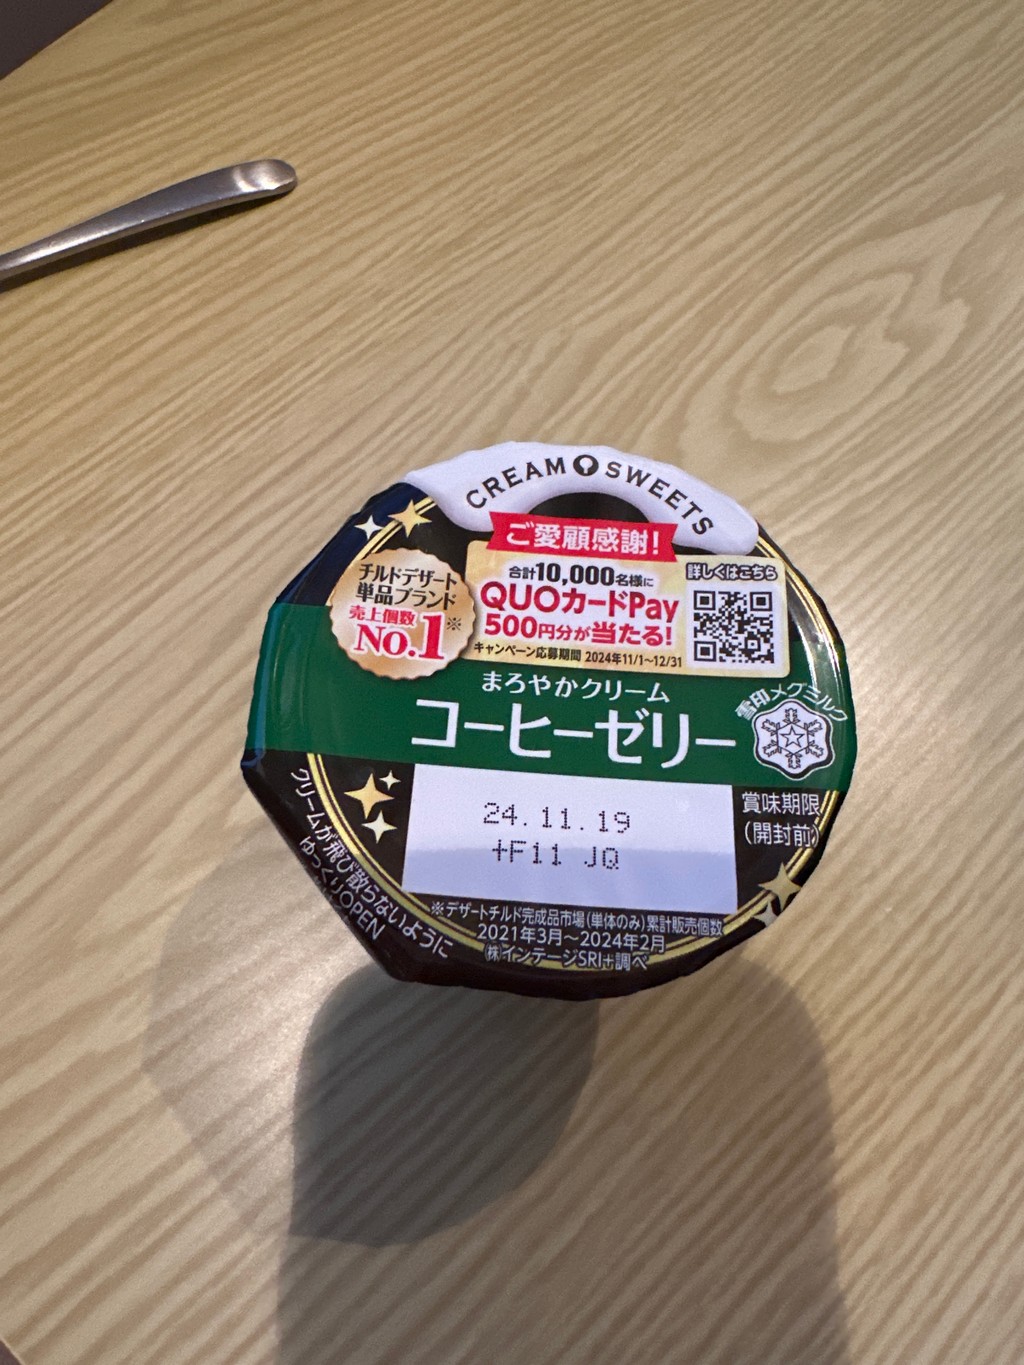 CREAM SWEETS
ご愛顧感謝!
合計10,000名様に
QUOカードPay
500円分が当たる!
キャンペーン応募期間 2024年11/1~12/31
詳しくはこちら
チルドデザート
単品ブランド
売上個数
No.1※
まろやかクリーム
コーヒーゼリー
雪印メグミルク
24.11.19
+F11 JQ
賞味期限
(開封前)
クリームが飛び散らないように
ゆっくりOPEN
※デザートチルド完成品市場(単体のみ)累計販売個数
2021年3月~2024年2月
(株)インテージSRI+調べ